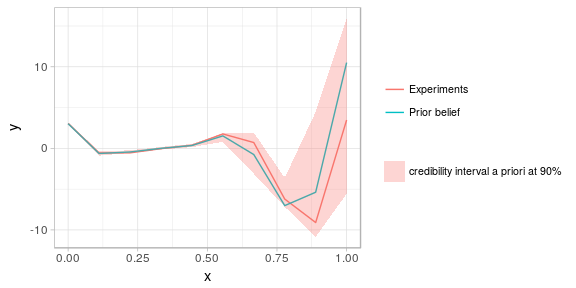 10
0
-10
y
0.00 0.25 0.50 0.75 1.00
x
Experiments
Prior belief
credibility interval a priori at 90%